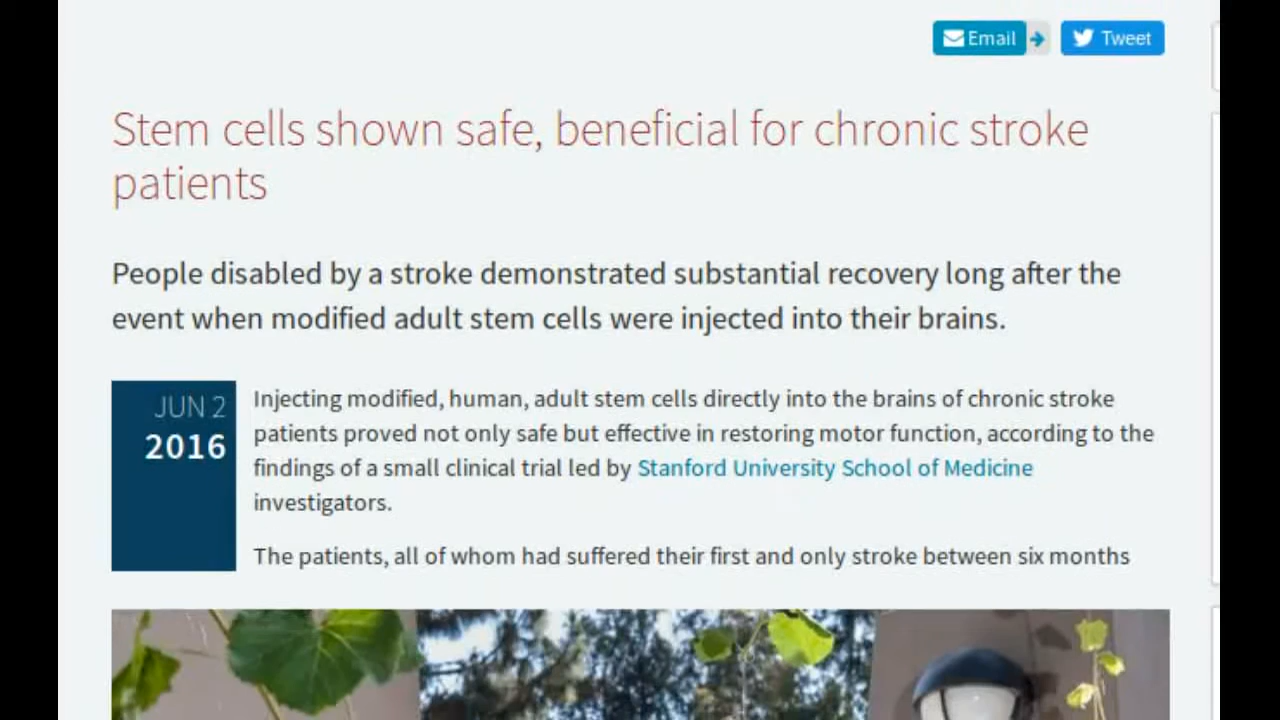 Email
Tweet
Stem cells shown safe, beneficial for chronic stroke
patients
People disabled by a stroke demonstrated substantial recovery long after the
event when modified adult stem cells were injected into their brains.
JUN 2
2016
Injecting modified, human, adult stem cells directly into the brains of chronic stroke
patients proved not only safe but effective in restoring motor function, according to the
findings of a small clinical trial led by Stanford University School of Medicine
investigators.
The patients, all of whom had suffered their first and only stroke between six months